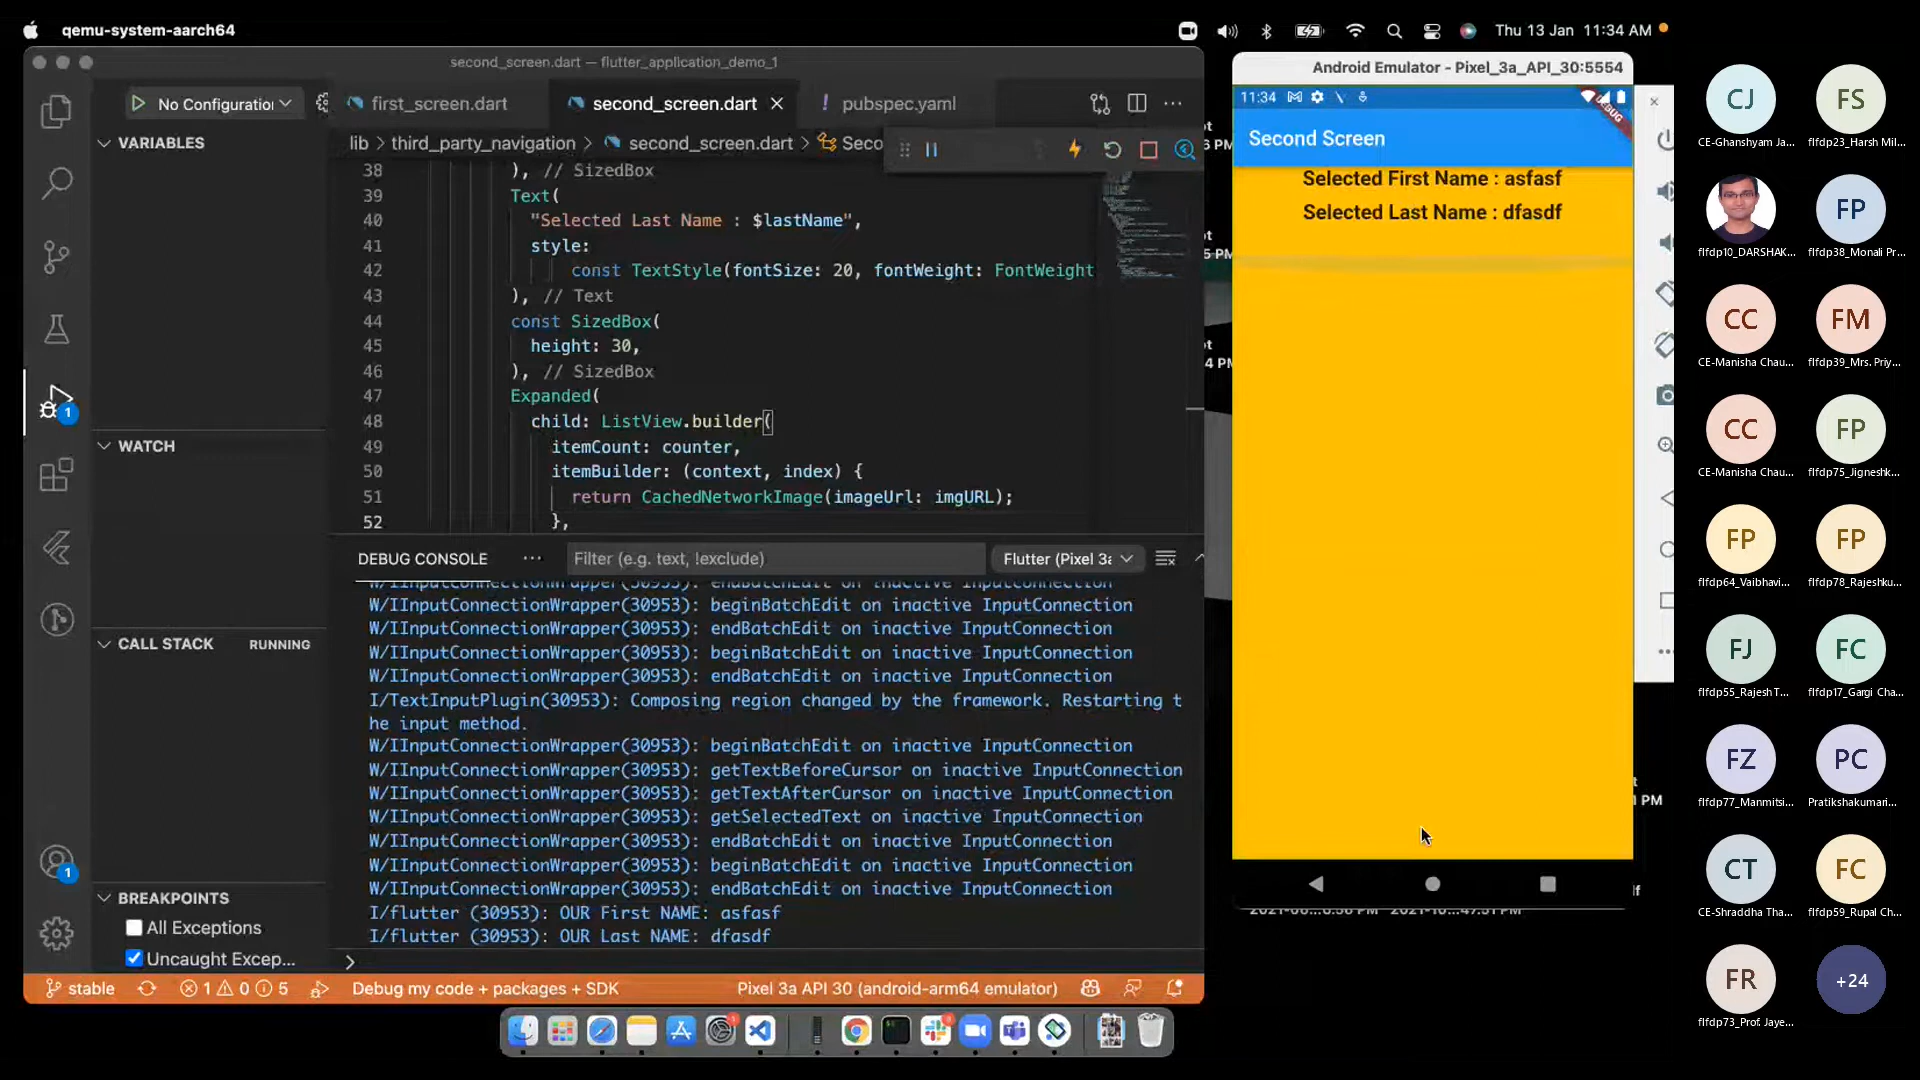 qemu-system-aarch64
Thu 13 Jan 11:34 AM
second_screen.dart — flutter_application_demo_1
No Configuration
first_screen.dart
second_screen.dart
pubspec.yaml
lib > third_party_navigation > second_screen.dart > Seco
VARIABLES
WATCH
CALL STACK
RUNNING
BREAKPOINTS
All Exceptions
Uncaught Excep...
38 ), // SizedBox
39 Text(
40 "Selected Last Name : $lastName",
41 style:
42 const TextStyle(fontSize: 20, fontWeight: FontWeight
43 ), // Text
44 const SizedBox(
45 height: 30,
46 ), // SizedBox
47 Expanded(
48 child: ListView.builder(
49 itemCount: counter,
50 itemBuilder: (context, index) {
51 return CachedNetworkImage(imageUrl: imgURL);
52 },
DEBUG CONSOLE
Filter (e.g. text, !exclude)
Flutter (Pixel 3a
W/IInputConnectionWrapper(30953): endBatchEdit on inactive InputConnection
W/IInputConnectionWrapper(30953): beginBatchEdit on inactive InputConnection
W/IInputConnectionWrapper(30953): endBatchEdit on inactive InputConnection
W/IInputConnectionWrapper(30953): beginBatchEdit on inactive InputConnection
W/IInputConnectionWrapper(30953): endBatchEdit on inactive InputConnection
I/TextInputPlugin(30953): Composing region changed by the framework. Restarting t
he input method.
W/IInputConnectionWrapper(30953): beginBatchEdit on inactive InputConnection
W/IInputConnectionWrapper(30953): getTextBeforeCursor on inactive InputConnection
W/IInputConnectionWrapper(30953): getTextAfterCursor on inactive InputConnection
W/IInputConnectionWrapper(30953): getSelectedText on inactive InputConnection
W/IInputConnectionWrapper(30953): endBatchEdit on inactive InputConnection
W/IInputConnectionWrapper(30953): beginBatchEdit on inactive InputConnection
W/IInputConnectionWrapper(30953): endBatchEdit on inactive InputConnection
I/flutter (30953): OUR First NAME: asfasf
I/flutter (30953): OUR Last NAME: dfasdf
>
1
1
stable
1 0 5
Debug my code + packages + SDK
Pixel 3a API 30 (android-arm64 emulator)
Android Emulator - Pixel_3a_API_30:5554
11:34
DEBUG
Second Screen
Selected First Name : asfasf
Selected Last Name : dfasdf
CJ FS
CE-Ghanshyam Ja... flfdp23_Harsh Mil...
FP
flfdp10_DARSHAK... flfdp38_Monali Pr...
CC FM
CE-Manisha Chau... flfdp39_Mrs. Priy...
CC FP
CE-Manisha Chau... flfdp75_Jigneshk...
FP FP
flfdp64_Vaibhavi... flfdp78_Rajeshku...
FJ FC
flfdp55_Rajesh T... flfdp17_Gargi Cha...
FZ PC
flfdp77_Manmitsi... Pratikshakumari...
CT FC
CE-Shraddha Tha... flfdp59_Rupal Ch...
FR +24
flfdp73_Prof. Jaye...